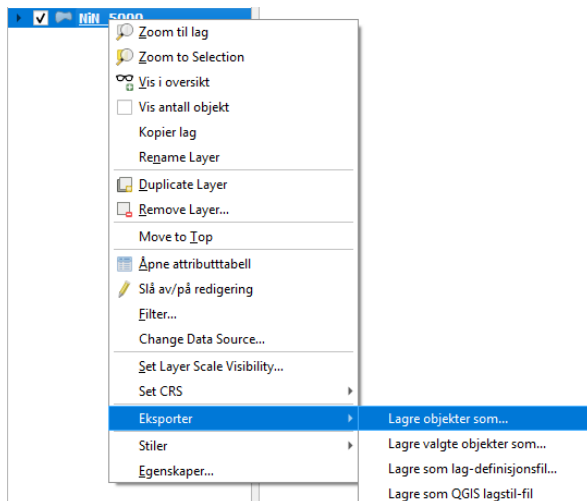 NiN_5000
Zoom til lag
Zoom to Selection
Vis i oversikt
Vis antall objekt
Kopier lag
Rename Layer
Duplicate Layer
Remove Layer...
Move to Top
Åpne attributttabell
Slå av/på redigering
Filter...
Change Data Source...
Set Layer Scale Visibility...
Set CRS
Eksporter
Lagre objekter som...
Stiler
Lagre valgte objekter som...
Egenskaper...
Lagre som lag-definisjonsfil...
Lagre som QGIS lagstil-fil